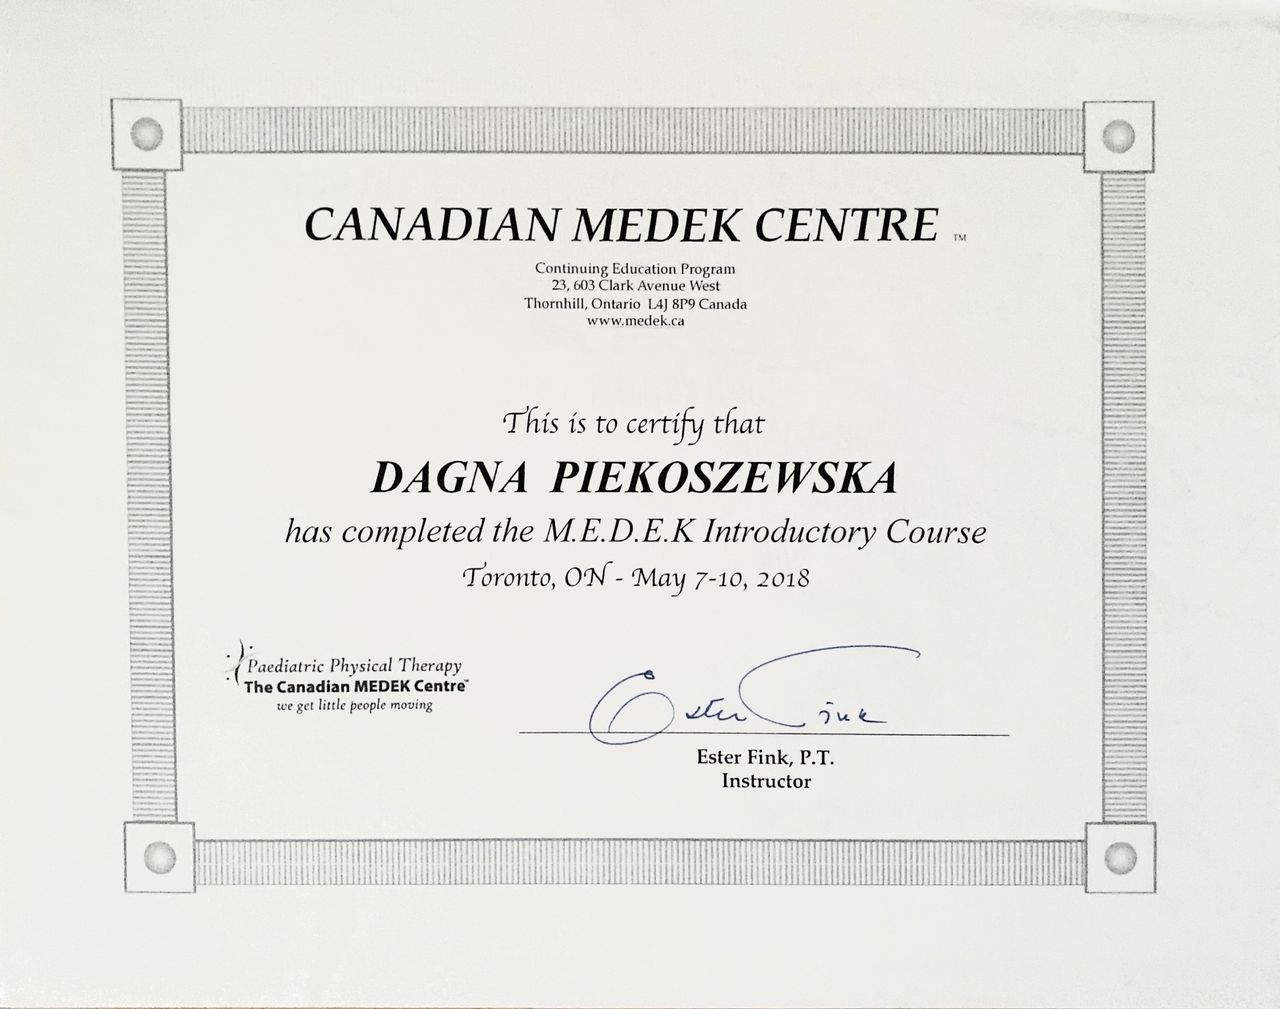 CANADIAN MEDEK CENTRE ™
Continuing Education Program
23, 603 Clark Avenue West
Thornhill, Ontario L4J 8P9 Canada
www.medek.ca
This is to certify that
DAGNA PIEKOSZEWSKA
has completed the M.E.D.E.K Introductory Course
Toronto, ON - May 7-10, 2018
Paediatric Physical Therapy
The Canadian MEDEK Centre™
we get little people moving
Ester Fink
Ester Fink, P.T.
Instructor